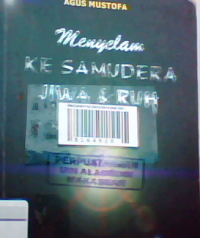 AGUS MUSTOFA
Menyelam
KE SAMUDERA
JIWA & RUH
PERPUSTAKAAN
UIN ALAUDDIN
MAKASSAR